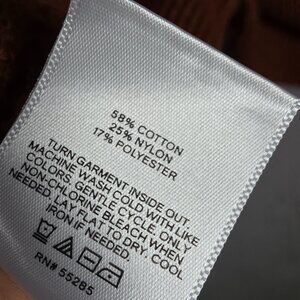 58% COTTON
25% NYLON
17% POLYESTER
TURN GARMENT INSIDE OUT.
MACHINE WASH COLD WITH LIKE
COLORS, GENTLE CYCLE. ONLY
NON-CHLORINE BLEACH WHEN
NEEDED. LAY FLAT TO DRY. COOL
IRON IF NEEDED.
RN# 55285